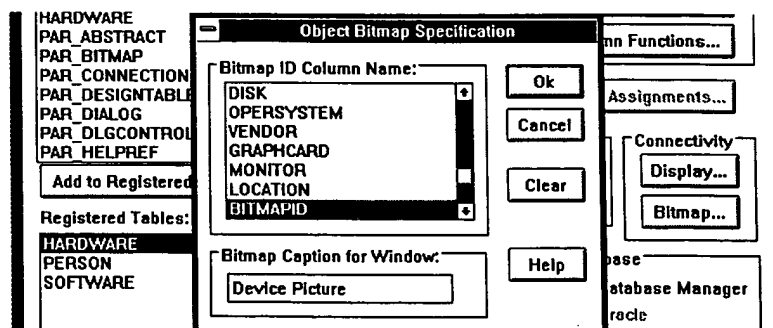 HARDWARE
PAR_ABSTRACT
PAR_BITMAP
PAR_CONNECTION
PAR_DESIGNTABLE
PAR_DIALOG
PAR_DLGCONTROL
PAR_HELPREF
Add to Registered
Registered Tables:
HARDWARE
PERSON
SOFTWARE
Object Bitmap Specification
Bitmap ID Column Name:
DISK
OPERSYSTEM
VENDOR
GRAPHCARD
MONITOR
LOCATION
BITMAPID
Bitmap Caption for Window:
Device Picture
Ok
Cancel
Clear
Help
mn Functions...
Assignments...
Connectivity
Display...
Bitmap...
base
atabase Manager
racle